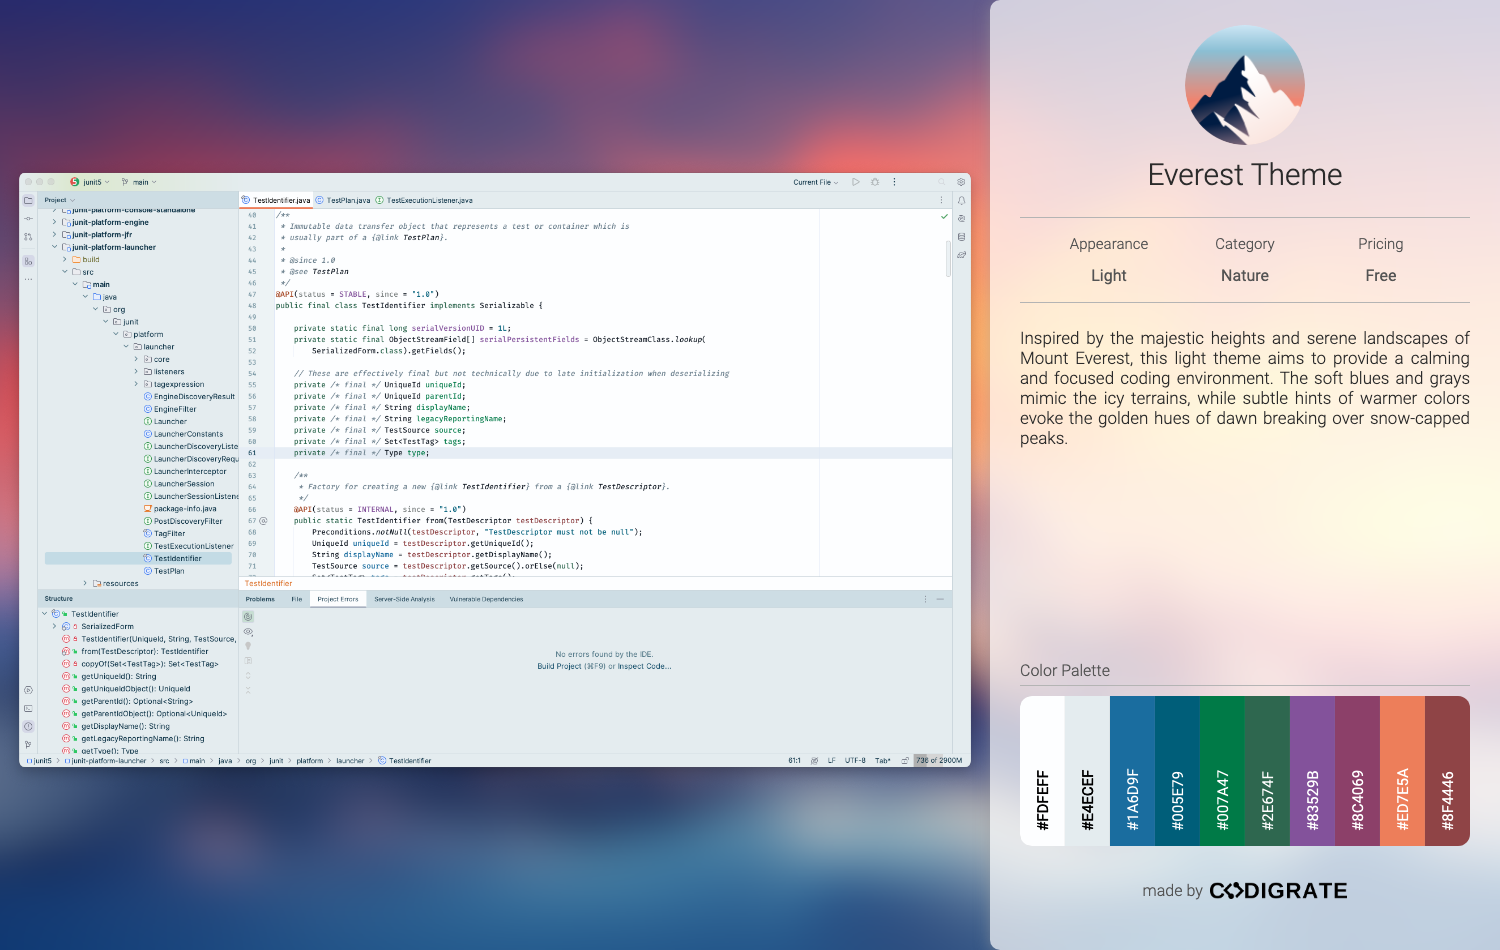 junit5
main
Current File
Project
junit-platform-console-standalone
junit-platform-engine
junit-platform-jfr
junit-platform-launcher
build
src
main
java
org
junit
platform
launcher
core
listeners
tagexpression
EngineDiscoveryResult
EngineFilter
Launcher
LauncherConstants
LauncherDiscoveryListe
LauncherDiscoveryRequ
LauncherInterceptor
LauncherSession
LauncherSessionListene
package-info.java
PostDiscoveryFilter
TagFilter
TestExecutionListener
TestIdentifier
TestPlan
resources
TestIdentifier.java TestPlan.java TestExecutionListener.java
40 /**
41 * Immutable data transfer object that represents a test or container which is
42 * usually part of a {@link TestPlan}.
43 *
44 * @since 1.0
45 * @see TestPlan
46 */
47 @API(status = STABLE, since = "1.0")
48 public final class TestIdentifier implements Serializable {
49
50 private static final long serialVersionUID = 1L;
51 private static final ObjectStreamField[] serialPersistentFields = ObjectStreamClass.lookup(
52 SerializedForm.class).getFields();
53
54 // These are effectively final but not technically due to late initialization when deserializing
55 private /* final */ UniqueId uniqueId;
56 private /* final */ UniqueId parentId;
57 private /* final */ String displayName;
58 private /* final */ String legacyReportingName;
59 private /* final */ TestSource source;
60 private /* final */ Set<TestTag> tags;
61 private /* final */ Type type;
62
63 /**
64 * Factory for creating a new {@link TestIdentifier} from a {@link TestDescriptor}.
65 */
66 @API(status = INTERNAL, since = "1.0")
67 public static TestIdentifier from(TestDescriptor testDescriptor) {
68 Preconditions.notNull(testDescriptor, "TestDescriptor must not be null");
69 UniqueId uniqueId = testDescriptor.getUniqueId();
70 String displayName = testDescriptor.getDisplayName();
71 TestSource source = testDescriptor.getSource().orElse(null);
TestIdentifier
Structure
TestIdentifier
SerializedForm
TestIdentifier(UniqueId, String, TestSource,
from(TestDescriptor): TestIdentifier
copyOf(Set<TestTag>): Set<TestTag>
getUniqueId(): String
getUniqueIdObject(): UniqueId
getParentId(): Optional<String>
getParentIdObject(): Optional<UniqueId>
getDisplayName(): String
getLegacyReportingName(): String
getType(): Type
Problems File Project Errors Server-Side Analysis Vulnerable Dependencies
No errors found by the IDE.
Build Project (⌘F9) or Inspect Code...
junit5 > junit-platform-launcher > src > main > java > org > junit > platform > launcher > TestIdentifier
61:1 LF UTF-8 Tab* 736 of 2900M
Everest Theme
Appearance Category Pricing
Light Nature Free
Inspired by the majestic heights and serene landscapes of
Mount Everest, this light theme aims to provide a calming
and focused coding environment. The soft blues and grays
mimic the icy terrains, while subtle hints of warmer colors
evoke the golden hues of dawn breaking over snow-capped
peaks.
Color Palette
#FDFEFF
#E4ECEF
#1A6D9F
#005E79
#007A47
#2E674F
#83529B
#8C4069
#ED7E5A
#8F4446
made by CODIGRATE